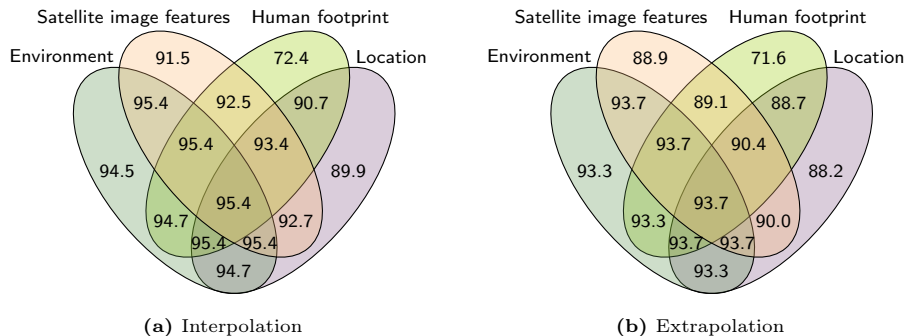 Satellite image features Human footprint
Environment Location
91.5 72.4
95.4 92.5 90.7
95.4 93.4
94.5 89.9
95.4
94.7 92.7
95.4 95.4
94.7
(a) Interpolation
Satellite image features Human footprint
Environment Location
88.9 71.6
93.7 89.1 88.7
93.7 90.4
93.3 88.2
93.7
93.3 90.0
93.7 93.7
93.3
(b) Extrapolation